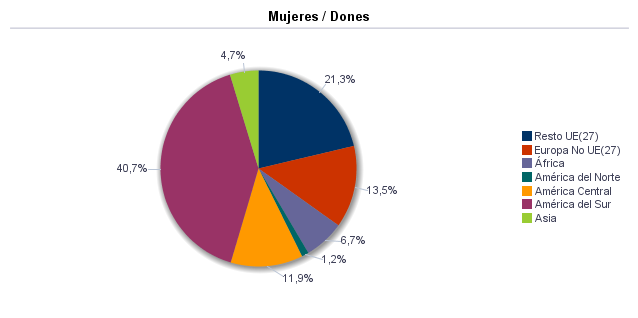 Mujeres / Dones
4,7%
21,3%
40,7%
13,5%
6,7%
1,2%
11,9%
Resto UE(27)
Europa No UE(27)
África
América del Norte
América Central
América del Sur
Asia